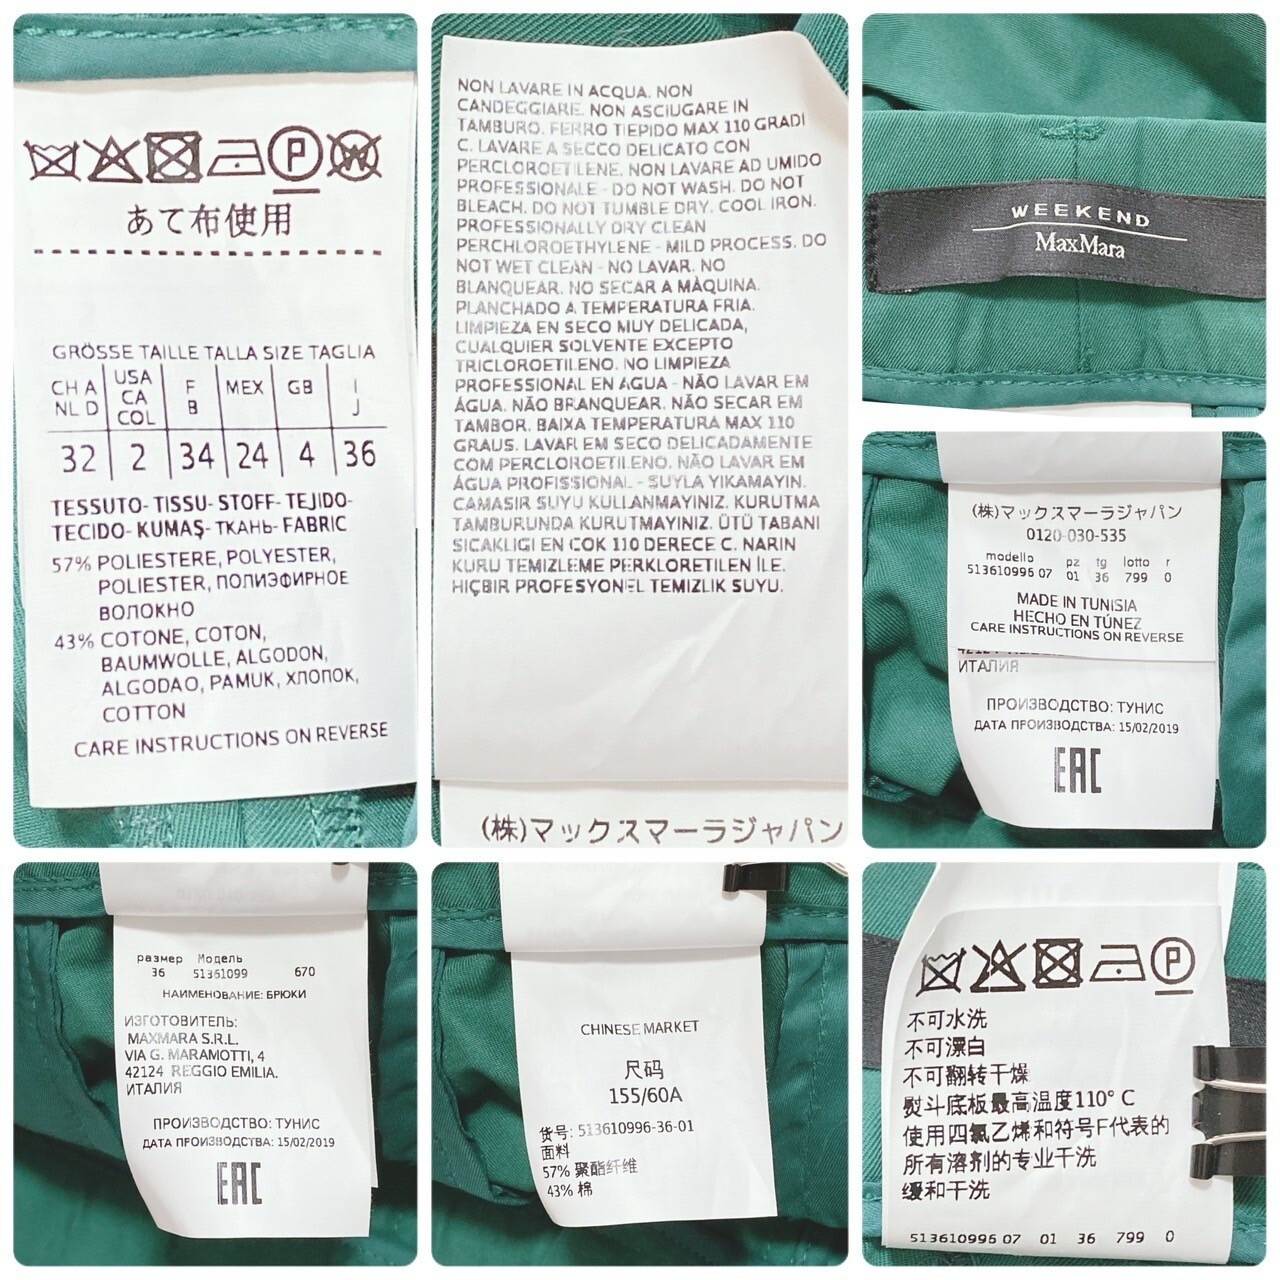 あて布使用
GRÖSSE TAILLE TALLA SIZE TAGLIA
CH A NL D
USA CA COL
F B
MEX
GB
I J
32 2 34 24 4 36
TESSUTO- TISSU- STOFF- TEJIDO-
TECIDO- KUMAŞ- ТКАНЬ- FABRIC
57% POLIESTERE, POLYESTER,
POLIESTER, ПОЛИЭФИРНОЕ
ВОЛОКНО
43% COTONE, COTON,
BAUMWOLLE, ALGODON,
ALGODAO, PAMUK, ХЛОПОК,
COTTON
CARE INSTRUCTIONS ON REVERSE
NON LAVARE IN ACQUA. NON
CANDEGGIARE. NON ASCIUGARE IN
TAMBURO. FERRO TIEPIDO MAX 110 GRADI
C. LAVARE A SECCO DELICATO CON
PERCLOROETILENE. NON LAVARE AD UMIDO
PROFESSIONALE - DO NOT WASH. DO NOT
BLEACH. DO NOT TUMBLE DRY. COOL IRON.
PROFESSIONALLY DRY CLEAN
PERCHLOROETHYLENE - MILD PROCESS. DO
NOT WET CLEAN - NO LAVAR. NO
BLANQUEAR. NO SECAR A MÀQUINA.
PLANCHADO A TEMPERATURA FRIA.
LIMPIEZA EN SECO MUY DELICADA,
CUALQUIER SOLVENTE EXCEPTO
TRICLOROETILENO. NO LIMPIEZA
PROFESSIONAL EN AGUA - NÃO LAVAR EM
ÁGUA. NÃO BRANQUEAR. NÃO SECAR EM
TAMBOR. BAIXA TEMPERATURA MAX 110
GRAUS. LAVAR EM SECO DELICADAMENTE
COM PERCLOROETILENO. NÃO LAVAR EM
ÁGUA PROFISSIONAL - SUYLA YIKAMAYIN.
CAMASIR SUYU KULLANMAYINIZ. KURUTMA
TAMBURUNDA KURUTMAYINIZ. ÜTÜ TABANI
SICAKLIGI EN COK 110 DERECE C. NARIN
KURU TEMIZLEME PERKLORETILEN İLE.
HIÇBIR PROFESYONEL TEMIZLIK SUYU.
(株)マックスマーラジャパン
WEEKEND
MaxMara
(株)マックスマーラジャパン
0120-030-535
modello pz tg lotto r
513610996 07 01 36 799 0
MADE IN TUNISIA
HECHO EN TÚNEZ
CARE INSTRUCTIONS ON REVERSE
ИТАЛИЯ
ПРОИЗВОДСТВО: ТУНИС
ДАТА ПРОИЗВОДСТВА: 15/02/2019
EAC
размер Модель
36 51361099 670
НАИМЕНОВАНИЕ: БРЮКИ
ИЗГОТОВИТЕЛЬ:
MAXMARA S.R.L.
VIA G. MARAMOTTI, 4
42124 REGGIO EMILIA.
ИТАЛИЯ
ПРОИЗВОДСТВО: ТУНИС
ДАТА ПРОИЗВОДСТВА: 15/02/2019
EAC
CHINESE MARKET
尺码
155/60A
货号: 513610996-36-01
面料
57% 聚酯纤维
43% 棉
不可水洗
不可漂白
不可翻转干燥
熨斗底板最高温度110° C
使用四氯乙烯和符号F代表的
所有溶剂的专业干洗
缓和干洗
513610996 07 01 36 799 0